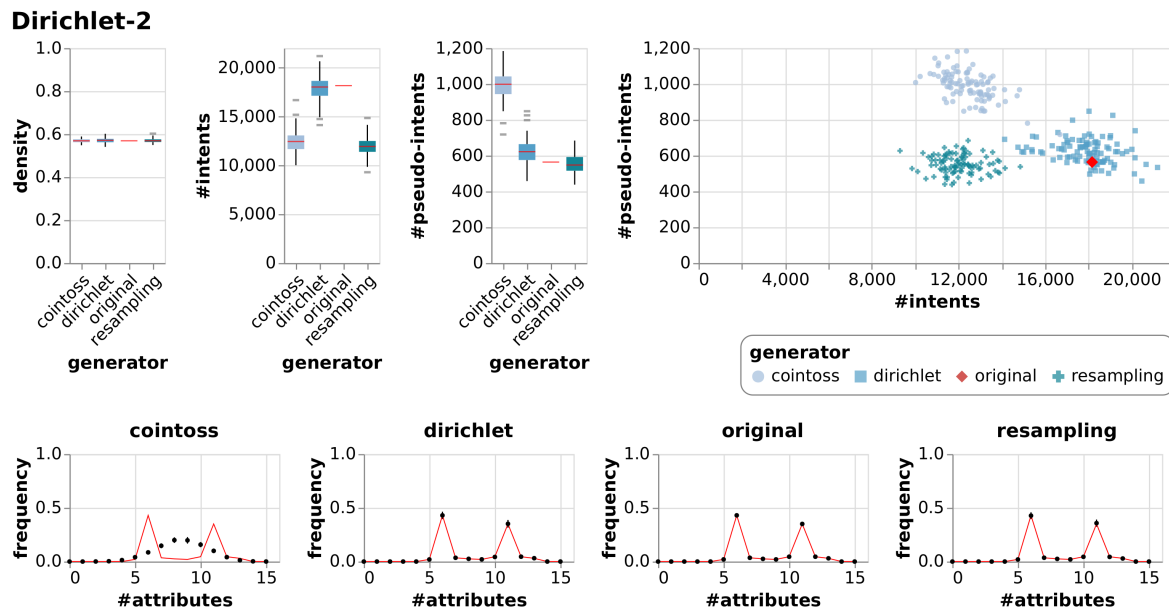 Dirichlet-2
density
1.0
0.8
0.6
0.4
0.2
0.0
cointoss
dirichlet
original
resampling
generator
#intents
20,000
15,000
10,000
5,000
0
cointoss
dirichlet
original
resampling
generator
#pseudo-intents
1,200
1,000
800
600
400
200
0
cointoss
dirichlet
original
resampling
generator
#pseudo-intents
1,200
1,000
800
600
400
200
0
0 4,000 8,000 12,000 16,000 20,000
#intents
generator
cointoss dirichlet original resampling
cointoss
frequency
1.0
0.5
0.0
0 5 10 15
#attributes
dirichlet
frequency
1.0
0.5
0.0
0 5 10 15
#attributes
original
frequency
1.0
0.5
0.0
0 5 10 15
#attributes
resampling
frequency
1.0
0.5
0.0
0 5 10 15
#attributes